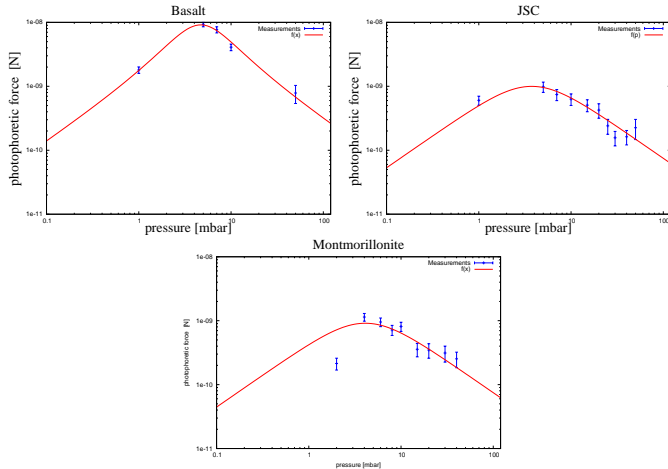 Basalt
1e-08
Measurements
f(x)
1e-09
1e-10
1e-11
0.1
1
10
100
photophoretic force [N]
pressure [mbar]
JSC
1e-08
Measurements
f(p)
1e-09
1e-10
1e-11
0.1
1
10
100
photophoretic force [N]
pressure [mbar]
Montmorillonite
1e-08
Measurements
f(x)
1e-09
1e-10
1e-11
0.1
1
10
100
photophoretic force [N]
pressure [mbar]